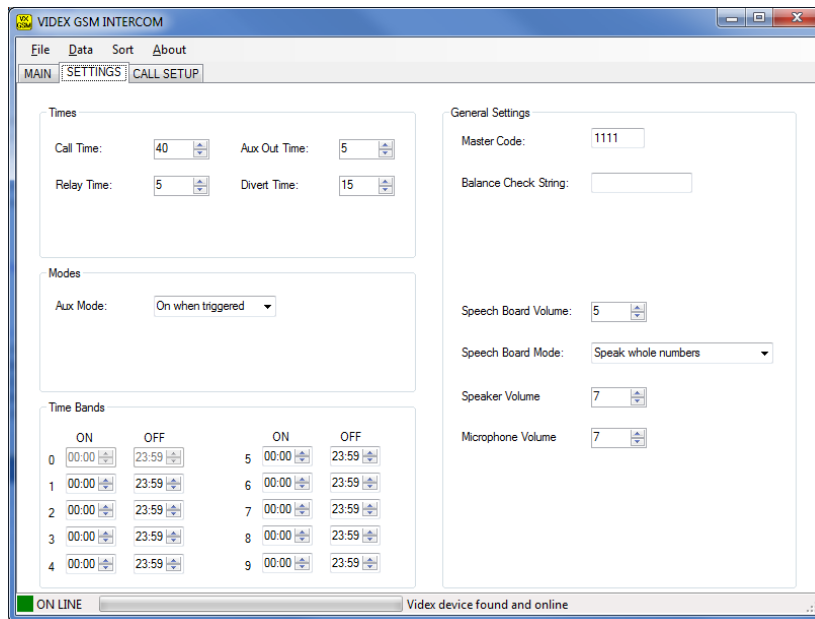 VX GSM VIDEX GSM INTERCOM
File Data Sort About
MAIN SETTINGS CALL SETUP
Times
Call Time: 40 Aux Out Time: 5
Relay Time: 5 Divert Time: 15
Modes
Aux Mode: On when triggered
Time Bands
ON OFF ON OFF
0 00:00 23:59 5 00:00 23:59
1 00:00 23:59 6 00:00 23:59
2 00:00 23:59 7 00:00 23:59
3 00:00 23:59 8 00:00 23:59
4 00:00 23:59 9 00:00 23:59
General Settings
Master Code: 1111
Balance Check String:
Speech Board Volume: 5
Speech Board Mode: Speak whole numbers
Speaker Volume 7
Microphone Volume 7
ON LINE Videx device found and online